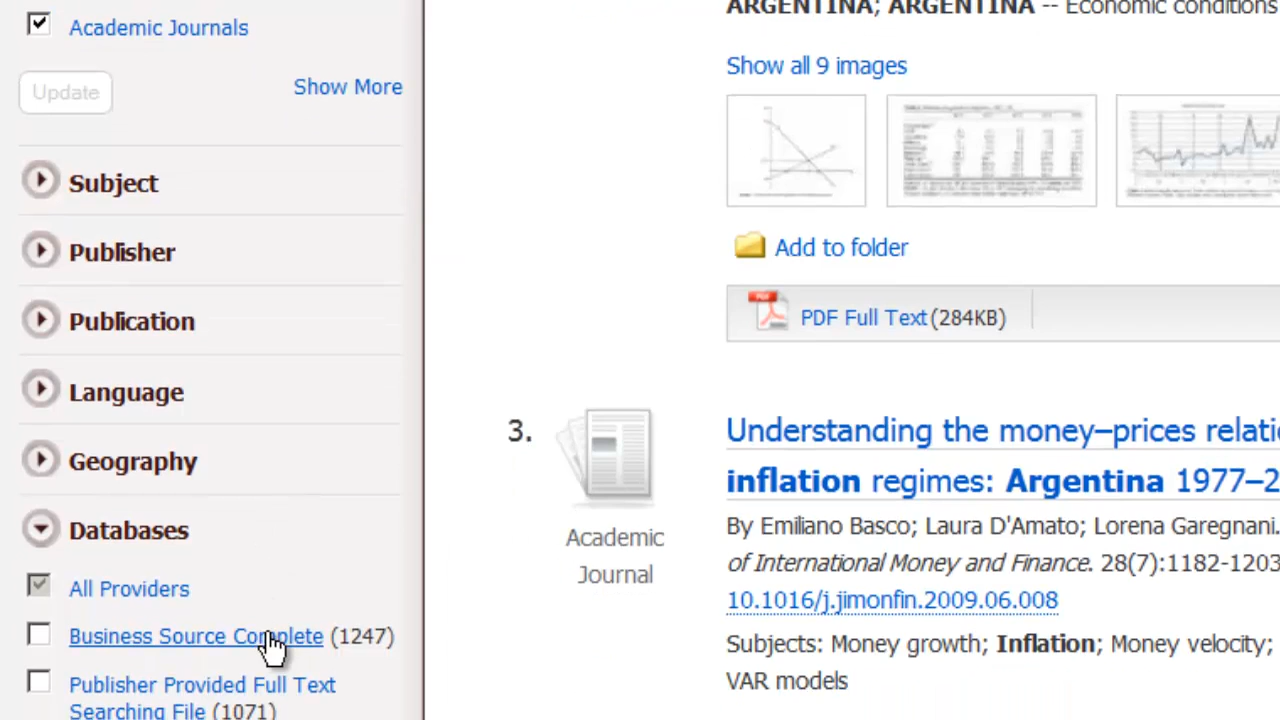 Academic Journals
Update
Show More
Subject
Publisher
Publication
Language
Geography
Databases
All Providers
Business Source Complete (1247)
Publisher Provided Full Text
Searching File (1071)
ARGENTINA; ARGENTINA -- Economic conditions
Show all 9 images
Add to folder
PDF Full Text (284KB)
3.
Academic
Journal
Understanding the money–prices
inflation regimes: Argentina 1977–
By Emiliano Basco; Laura D'Amato; Lorena Garegnani.
of International Money and Finance. 28(7):1182-1203
10.1016/j.jimonfin.2009.06.008
Subjects: Money growth; Inflation; Money velocity;
VAR models